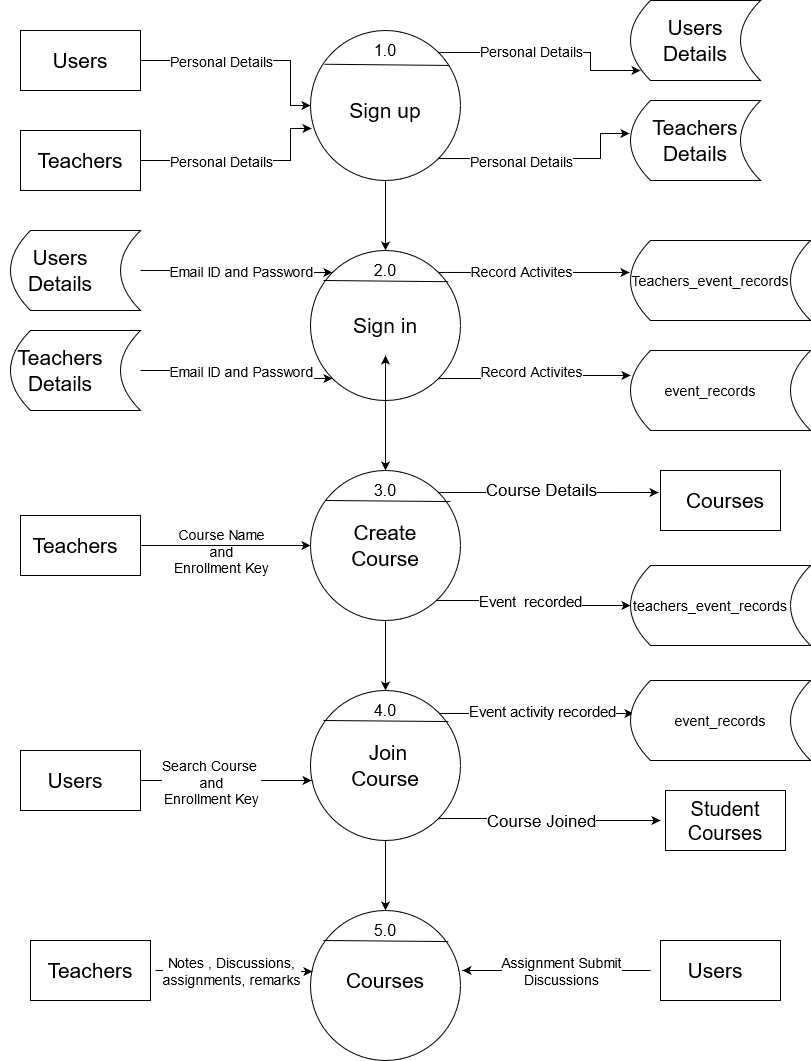 Users
Personal Details
1.0
Sign up
Personal Details
Users
Details
Teachers
Personal Details
Personal Details
Teachers
Details
Users
Details
Email ID and Password
2.0
Sign in
Record Activites
Teachers_event_records
Teachers
Details
Email ID and Password
Record Activites
event_records
Teachers
Course Name
and
Enrollment Key
3.0
Create
Course
Course Details
Courses
Event  recorded
teachers_event_records
Users
Search Course
and
Enrollment Key
4.0
Join
Course
Event activity recorded
event_records
Course Joined
Student
Courses
Teachers
Notes , Discussions,
assignments, remarks
5.0
Courses
Assignment Submit
Discussions
Users